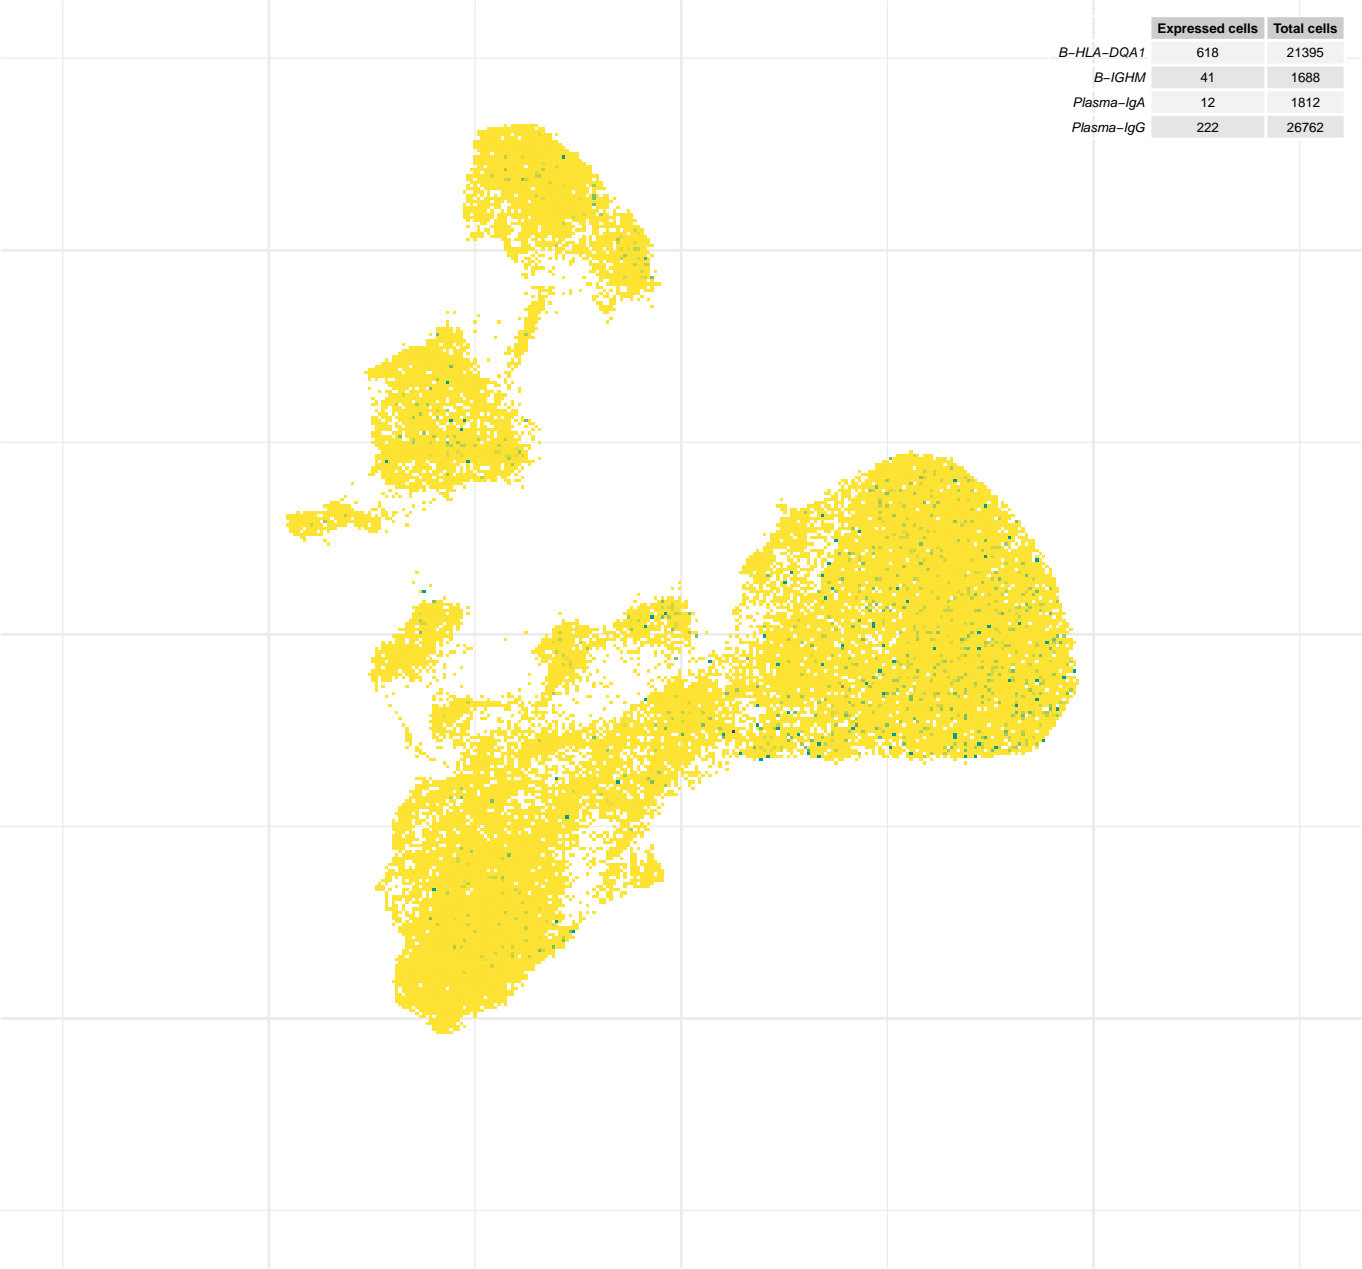 Expressed cells Total cells
B−HLA−DQA1 618 21395
B−IGHM 41 1688
Plasma−IgA 12 1812
Plasma−IgG 222 26762